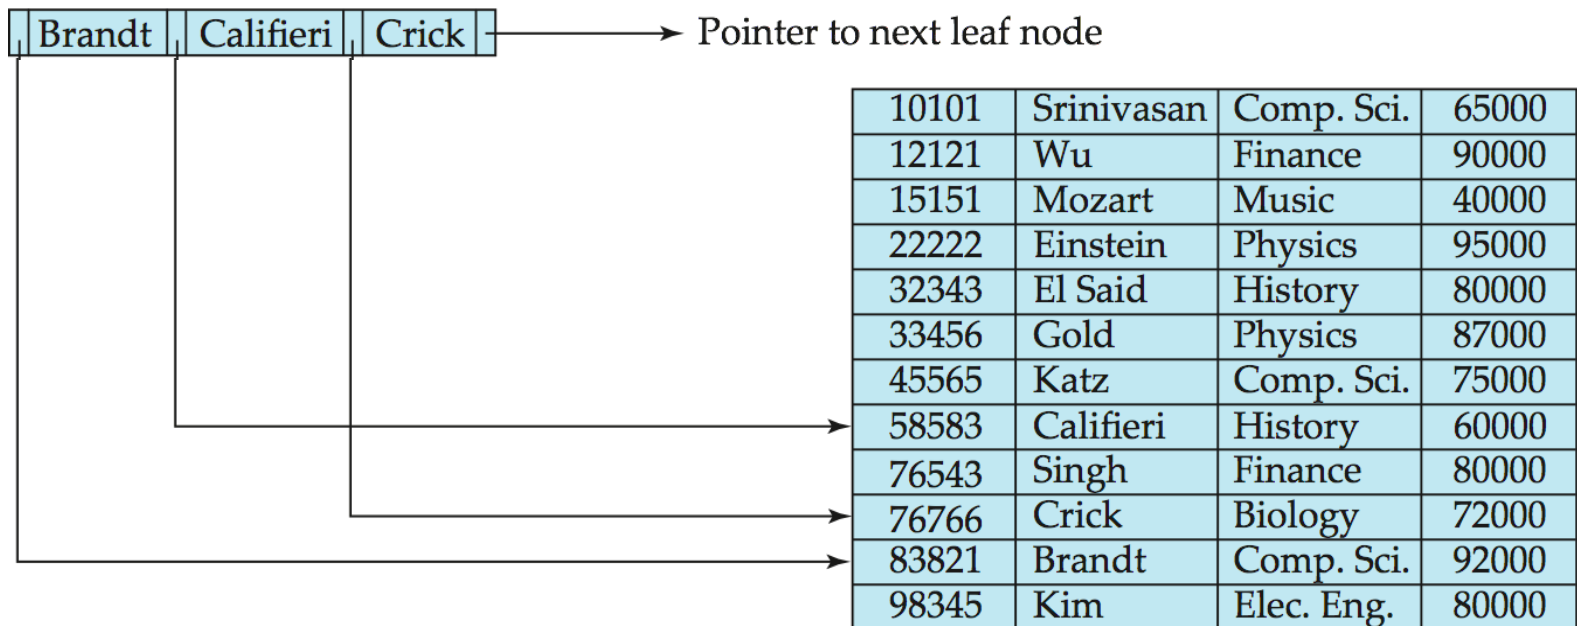 Brandt Califieri Crick Pointer to next leaf node
10101 Srinivasan Comp. Sci. 65000
12121 Wu Finance 90000
15151 Mozart Music 40000
22222 Einstein Physics 95000
32343 El Said History 80000
33456 Gold Physics 87000
45565 Katz Comp. Sci. 75000
58583 Califieri History 60000
76543 Singh Finance 80000
76766 Crick Biology 72000
83821 Brandt Comp. Sci. 92000
98345 Kim Elec. Eng. 80000